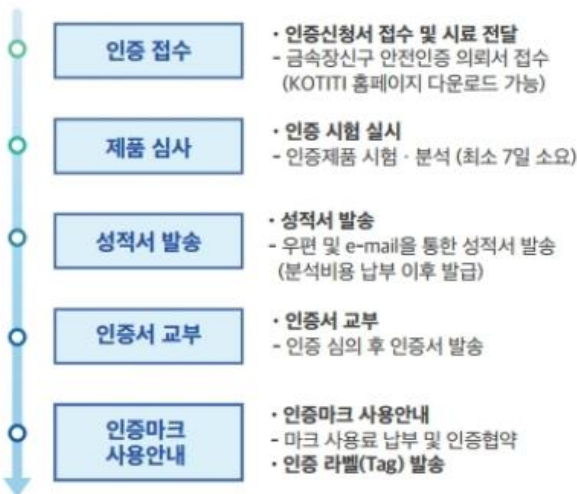 인증 접수
· 인증신청서 접수 및 시료 전달
- 금속장신구 안전인증 의뢰서 접수
(KOTITI 홈페이지 다운로드 가능)
제품 심사
· 인증 시험 실시
- 인증제품 시험 · 분석 (최소 7일 소요)
성적서 발송
· 성적서 발송
- 우편 및 e-mail을 통한 성적서 발송
(분석비용 납부 이후 발급)
인증서 교부
· 인증서 교부
- 인증 심의 후 인증서 발송
인증마크
사용안내
· 인증마크 사용안내
- 마크 사용료 납부 및 인증협약
· 인증 라벨(Tag) 발송